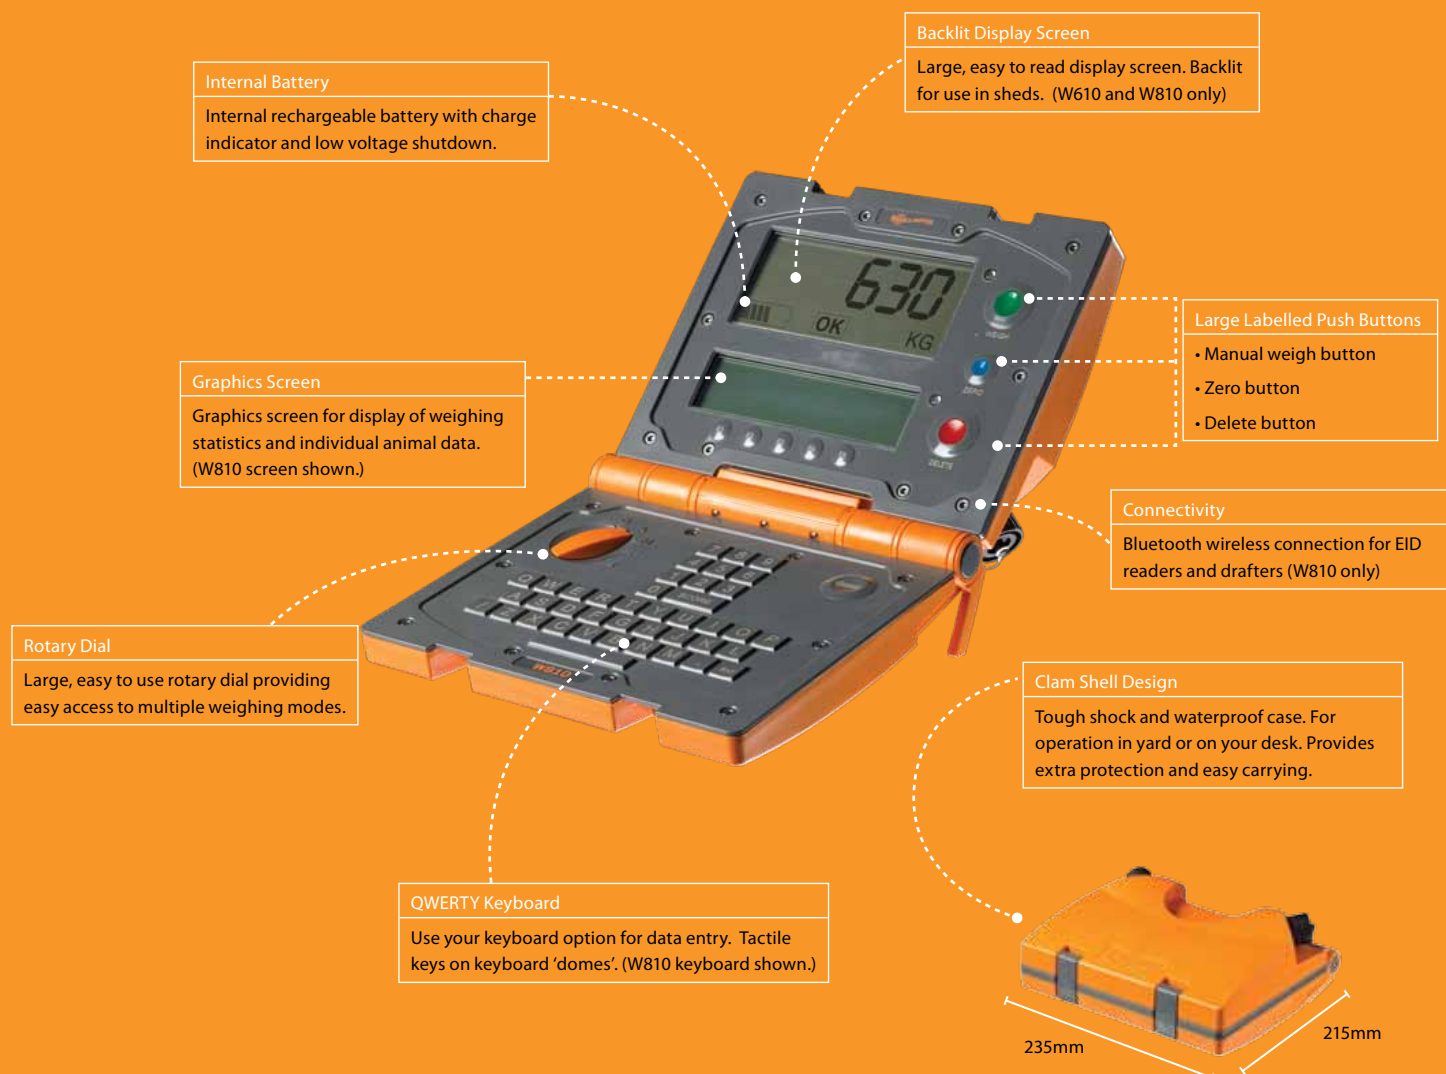 Backlit Display Screen
Large, easy to read display screen. Backlit
for use in sheds.  (W610 and W810 only)
Internal Battery
Internal rechargeable battery with charge
indicator and low voltage shutdown.
630
OK
KG
WEIGH
ZERO
DELETE
Large Labelled Push Buttons
• Manual weigh button
• Zero button
• Delete button
Graphics Screen
Graphics screen for display of weighing
statistics and individual animal data.
(W810 screen shown.)
Connectivity
Bluetooth wireless connection for EID
readers and drafters (W810 only)
Rotary Dial
Large, easy to use rotary dial providing
easy access to multiple weighing modes.
W810
Clam Shell Design
Tough shock and waterproof case. For
operation in yard or on your desk. Provides
extra protection and easy carrying.
QWERTY Keyboard
Use your keyboard option for data entry.  Tactile
keys on keyboard ‘domes’. (W810 keyboard shown.)
235mm
215mm